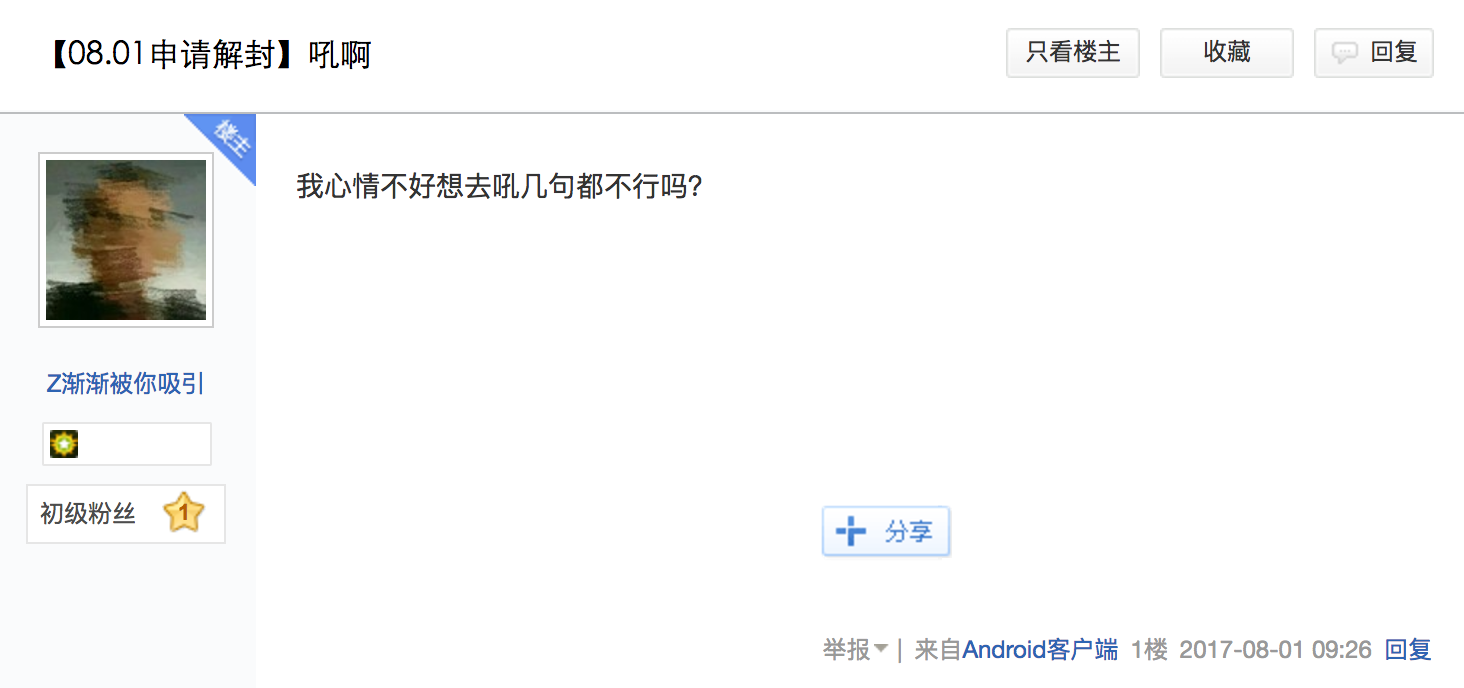 【08.01申请解封】吼啊
只看楼主
收藏
回复
楼主
我心情不好想去吼几句都不行吗?
Z渐渐被你吸引
初级粉丝 1
分享
举报 | 来自Android客户端 1楼 2017-08-01 09:26 回复